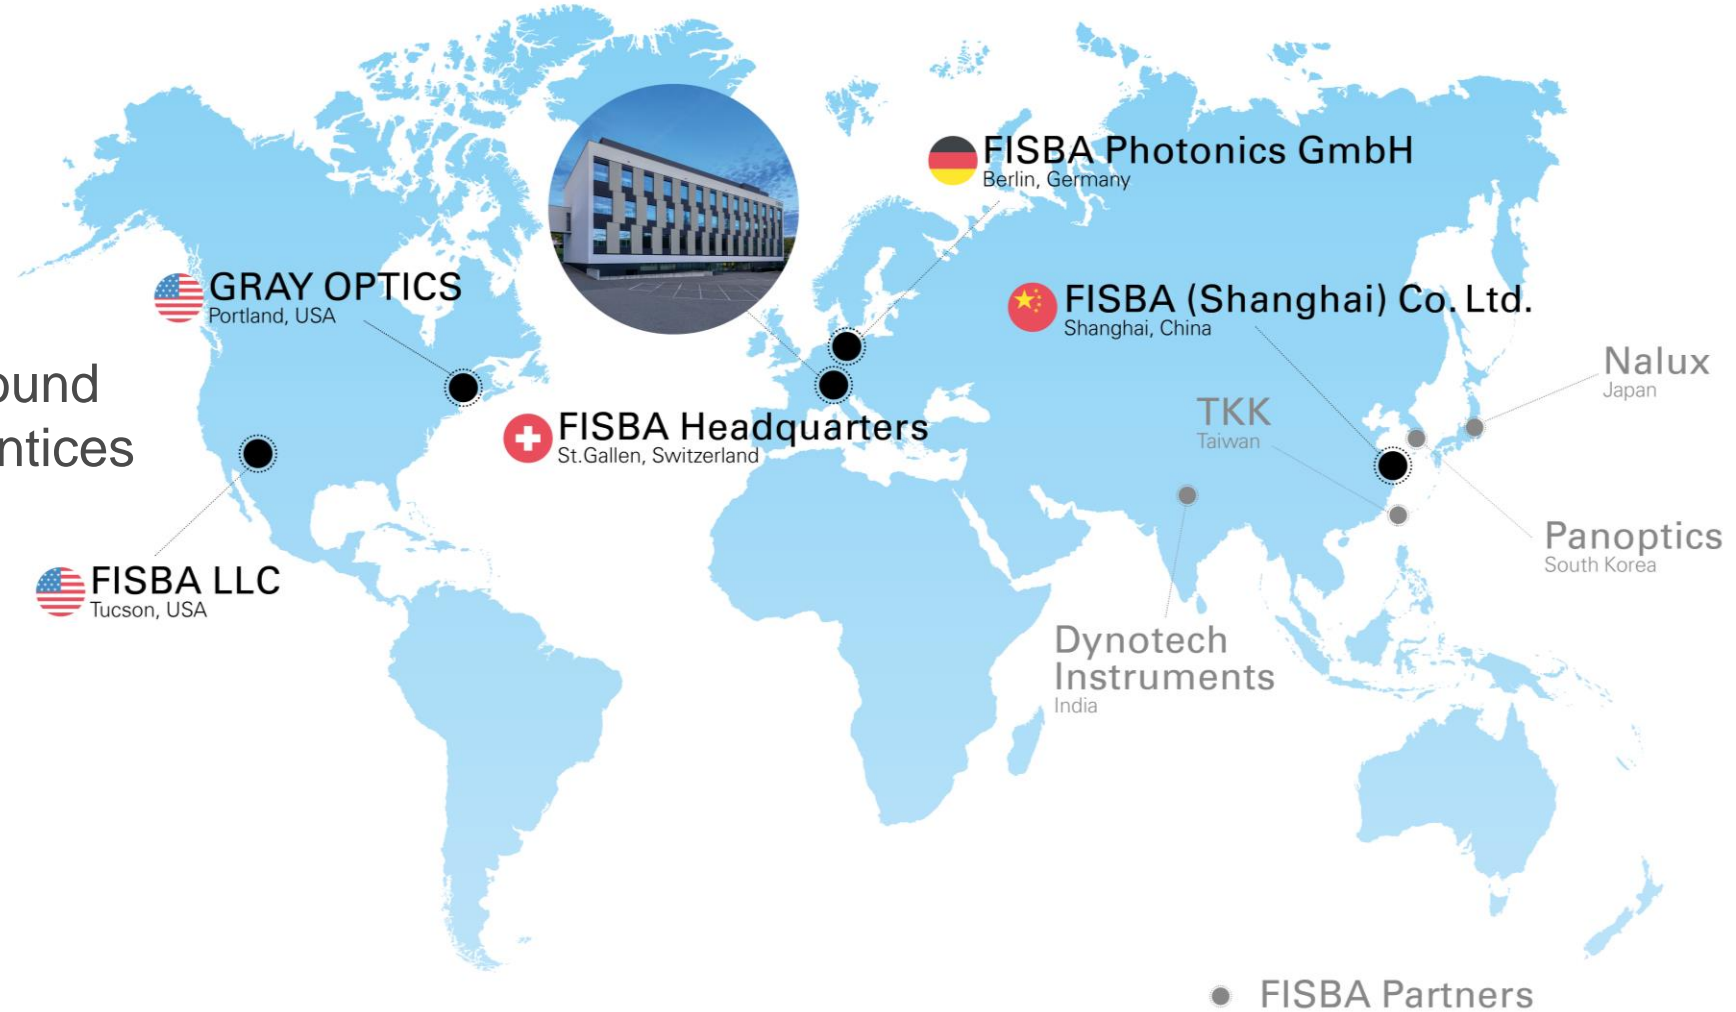 FISBA Photonics GmbH
Berlin, Germany
GRAY OPTICS
Portland, USA
FISBA (Shanghai) Co. Ltd.
Shanghai, China
Nalux
Japan
ound
ntices
TKK
Taiwan
FISBA Headquarters
St.Gallen, Switzerland
Panoptics
South Korea
FISBA LLC
Tucson, USA
Dynotech
Instruments
India
FISBA Partners